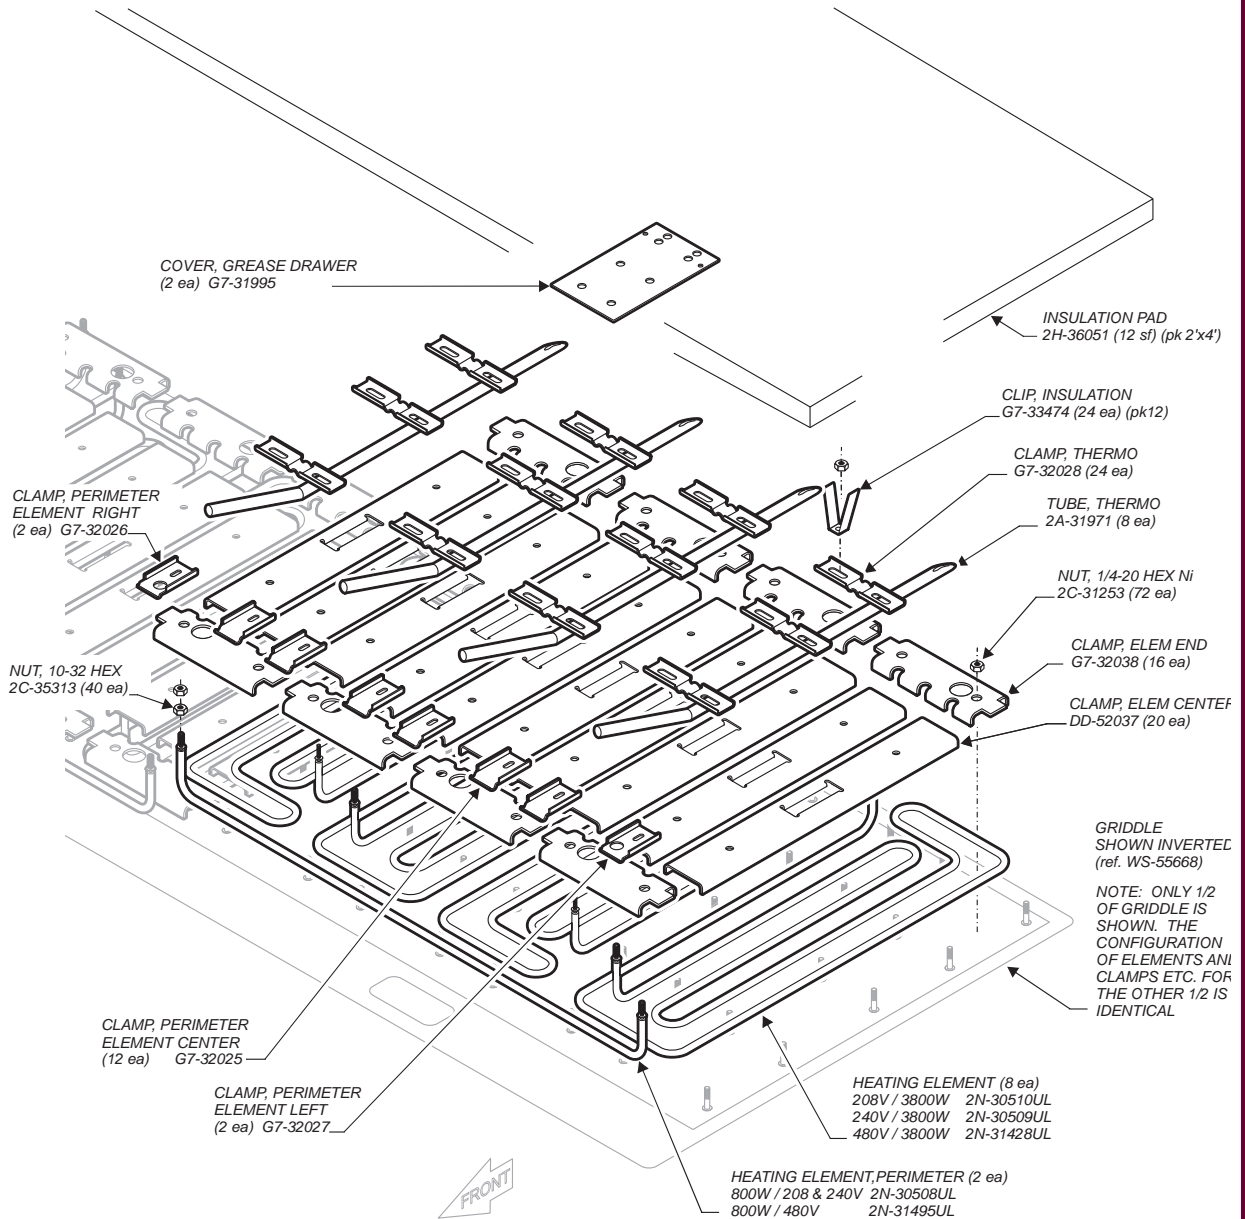 COVER, GREASE DRAWER
(2 ea) G7-31995
INSULATION PAD
2H-36051 (12 sf) (pk 2'x4')
CLIP, INSULATION
G7-33474 (24 ea) (pk12)
CLAMP, THERMO
G7-32028 (24 ea)
TUBE, THERMO
2A-31971 (8 ea)
NUT, 1/4-20 HEX Ni
2C-31253 (72 ea)
CLAMP, ELEM END
G7-32038 (16 ea)
CLAMP, ELEM CENTER
DD-52037 (20 ea)
CLAMP, PERIMETER
ELEMENT RIGHT
(2 ea) G7-32026
NUT, 10-32 HEX
2C-35313 (40 ea)
GRIDDLE
SHOWN INVERTED
(ref. WS-55668)
NOTE: ONLY 1/2
OF GRIDDLE IS
SHOWN. THE
CONFIGURATION
OF ELEMENTS AND
CLAMPS ETC. FOR
THE OTHER 1/2 IS
IDENTICAL
CLAMP, PERIMETER
ELEMENT CENTER
(12 ea) G7-32025
CLAMP, PERIMETER
ELEMENT LEFT
(2 ea) G7-32027
HEATING ELEMENT (8 ea)
208V / 3800W 2N-30510UL
240V / 3800W 2N-30509UL
480V / 3800W 2N-31428UL
HEATING ELEMENT,PERIMETER (2 ea)
800W / 208 & 240V 2N-30508UL
800W / 480V 2N-31495UL
FRONT